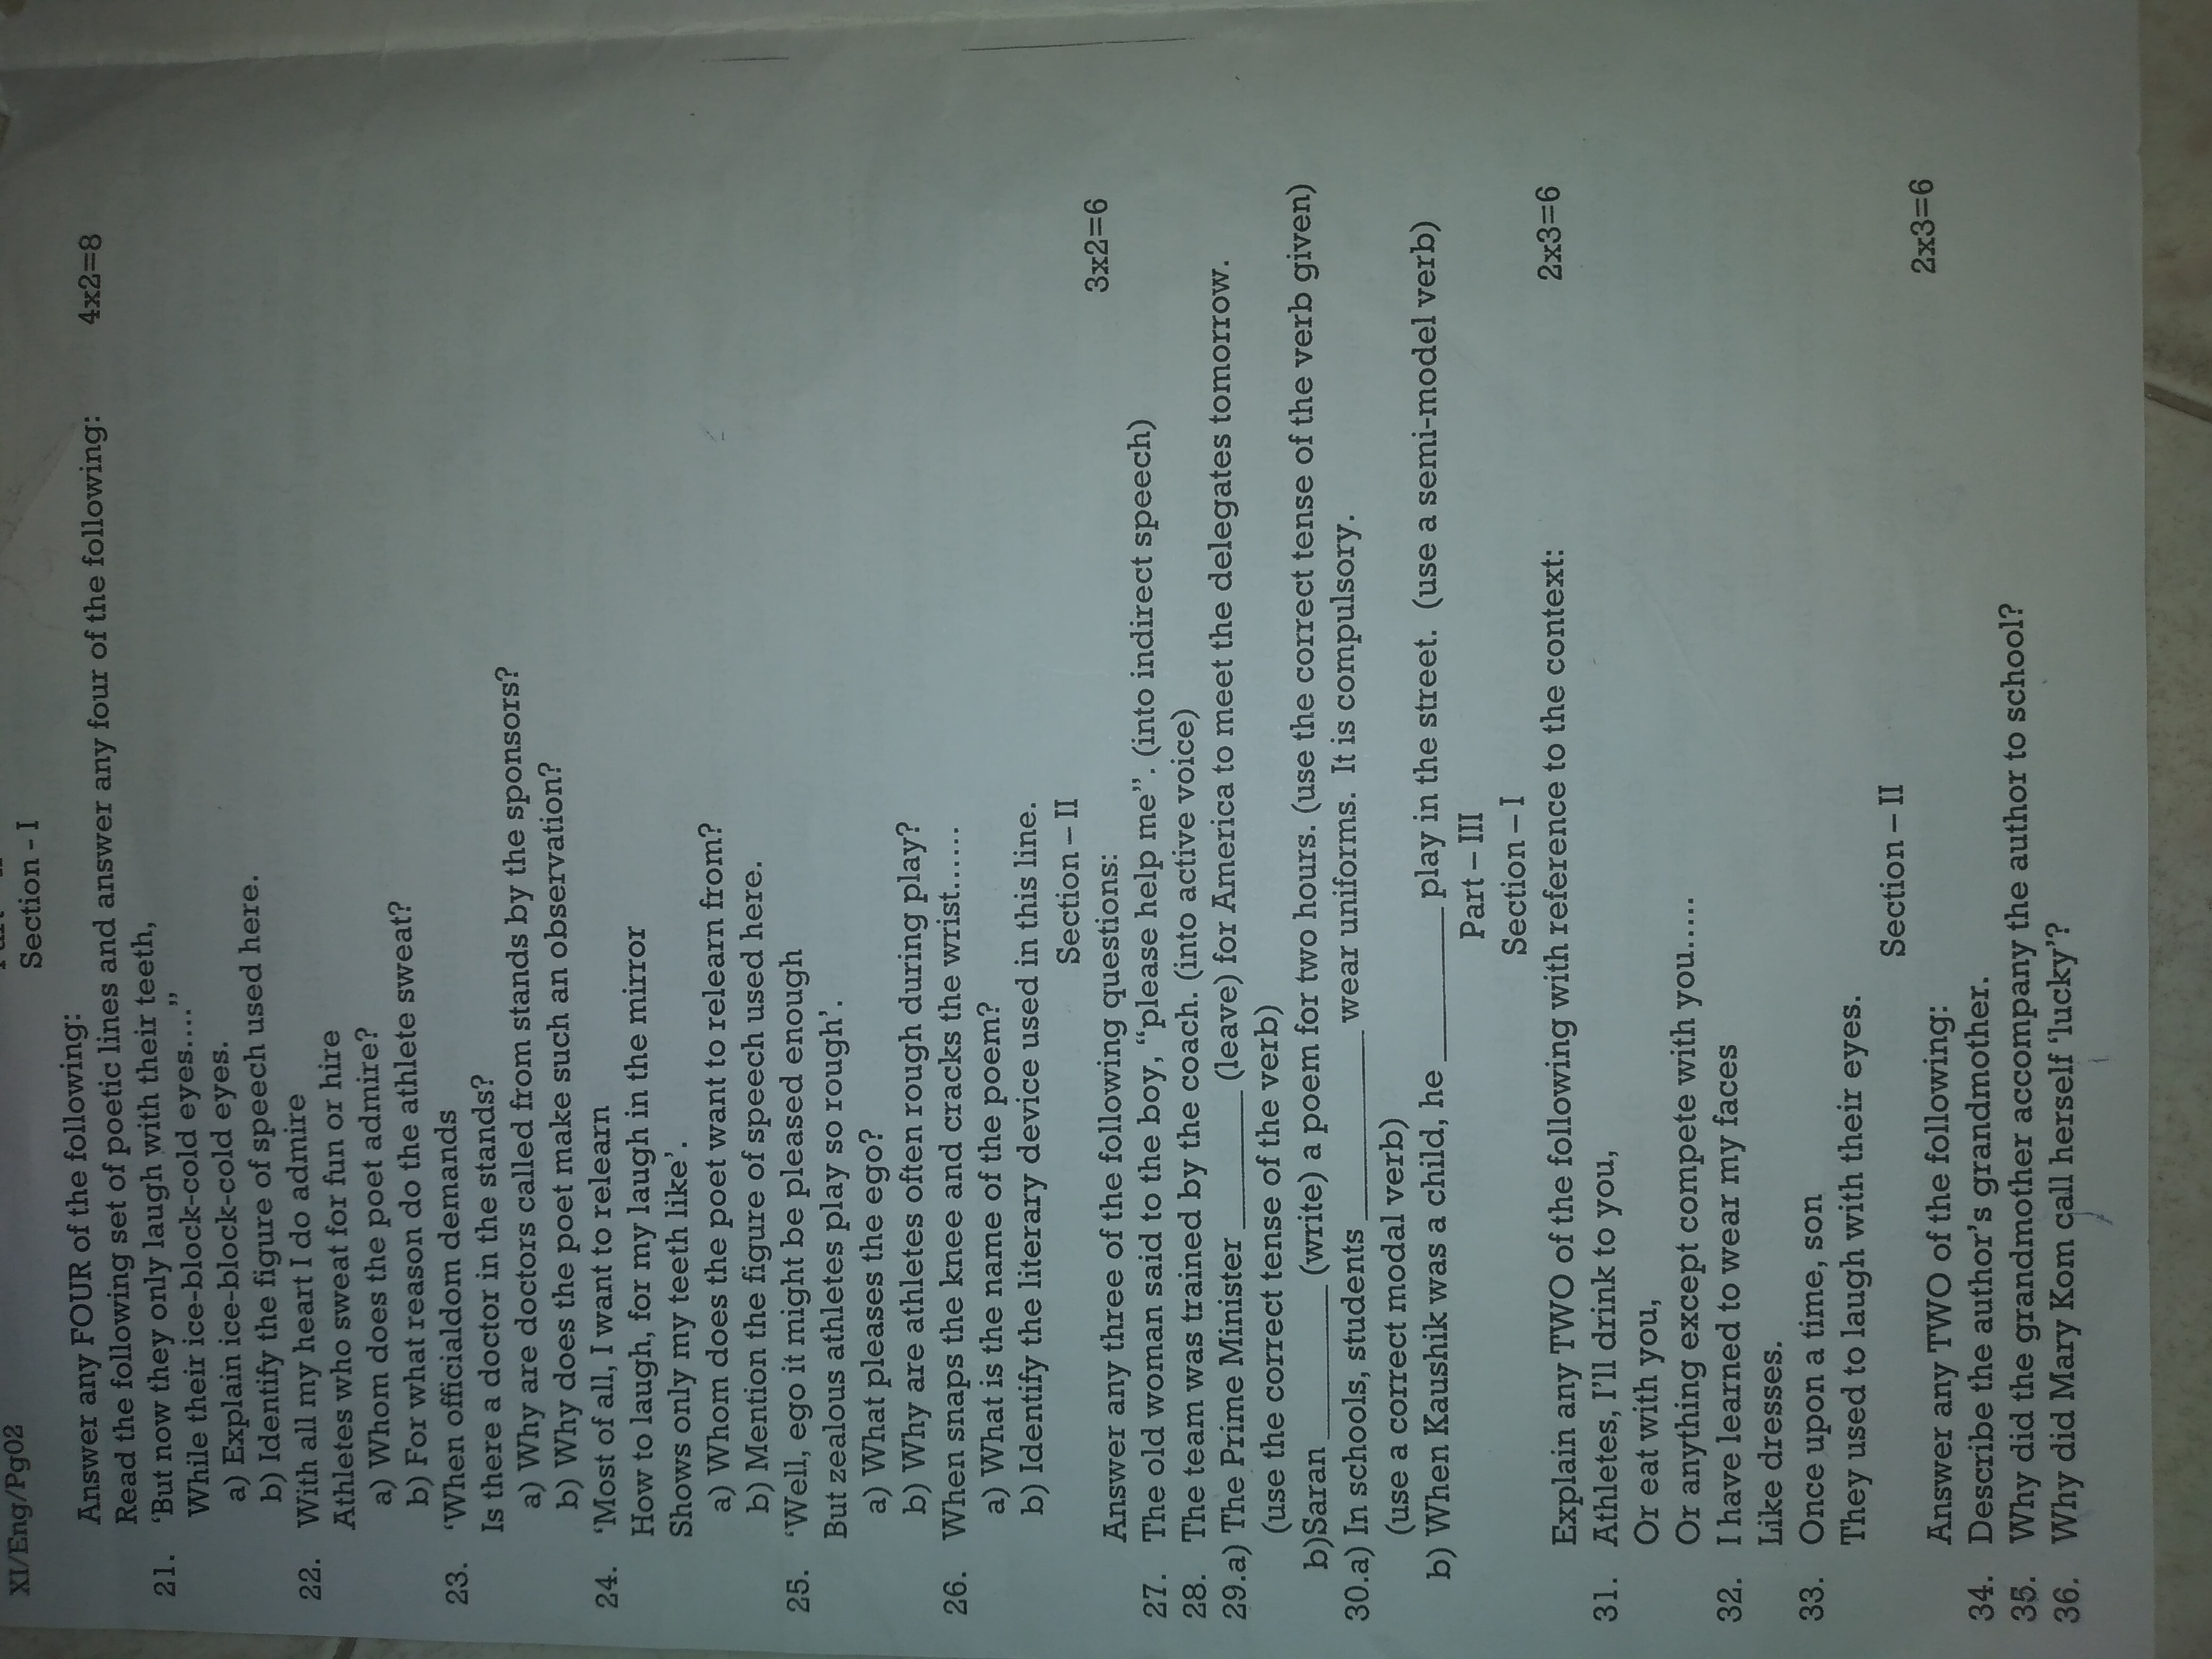 XI/Eng/Pg02
Section - I
Answer any FOUR of the following:
Read the following set of poetic lines and answer any four of the following: 4x2=8
21. ‘But now they only laugh with their teeth,
While their ice-block-cold eyes....”
a) Explain ice-block-cold eyes.
b) Identify the figure of speech used here.
22. With all my heart I do admire
Athletes who sweat for fun or hire
a) Whom does the poet admire?
b) For what reason do the athlete sweat?
23. ‘When officialdom demands
Is there a doctor in the stands?
a) Why are doctors called from stands by the sponsors?
b) Why does the poet make such an observation?
24. ‘Most of all, I want to relearn
How to laugh, for my laugh in the mirror
Shows only my teeth like’.
a) Whom does the poet want to relearn from?
b) Mention the figure of speech used here.
25. ‘Well, ego it might be pleased enough
But zealous athletes play so rough’.
a) What pleases the ego?
b) Why are athletes often rough during play?
26. When snaps the knee and cracks the wrist......
a) What is the name of the poem?
b) Identify the literary device used in this line.
Section – II
Answer any three of the following questions: 3x2=6
27. The old woman said to the boy, “please help me”. (into indirect speech)
28. The team was trained by the coach. (into active voice)
29.a) The Prime Minister ________ (leave) for America to meet the delegates tomorrow.
(use the correct tense of the verb)
b)Saran _________ (write) a poem for two hours. (use the correct tense of the verb given)
30.a) In schools, students ___________ wear uniforms. It is compulsory.
(use a correct modal verb)
b) When Kaushik was a child, he _________ play in the street. (use a semi-model verb)
Part – III
Section – I
Explain any TWO of the following with reference to the context: 2x3=6
31. Athletes, I’ll drink to you,
Or eat with you,
Or anything except compete with you.....
32. I have learned to wear my faces
Like dresses.
33. Once upon a time, son
They used to laugh with their eyes.
Section – II
Answer any TWO of the following: 2x3=6
34. Describe the author’s grandmother.
35. Why did the grandmother accompany the author to school?
36. Why did Mary Kom call herself ‘lucky’?